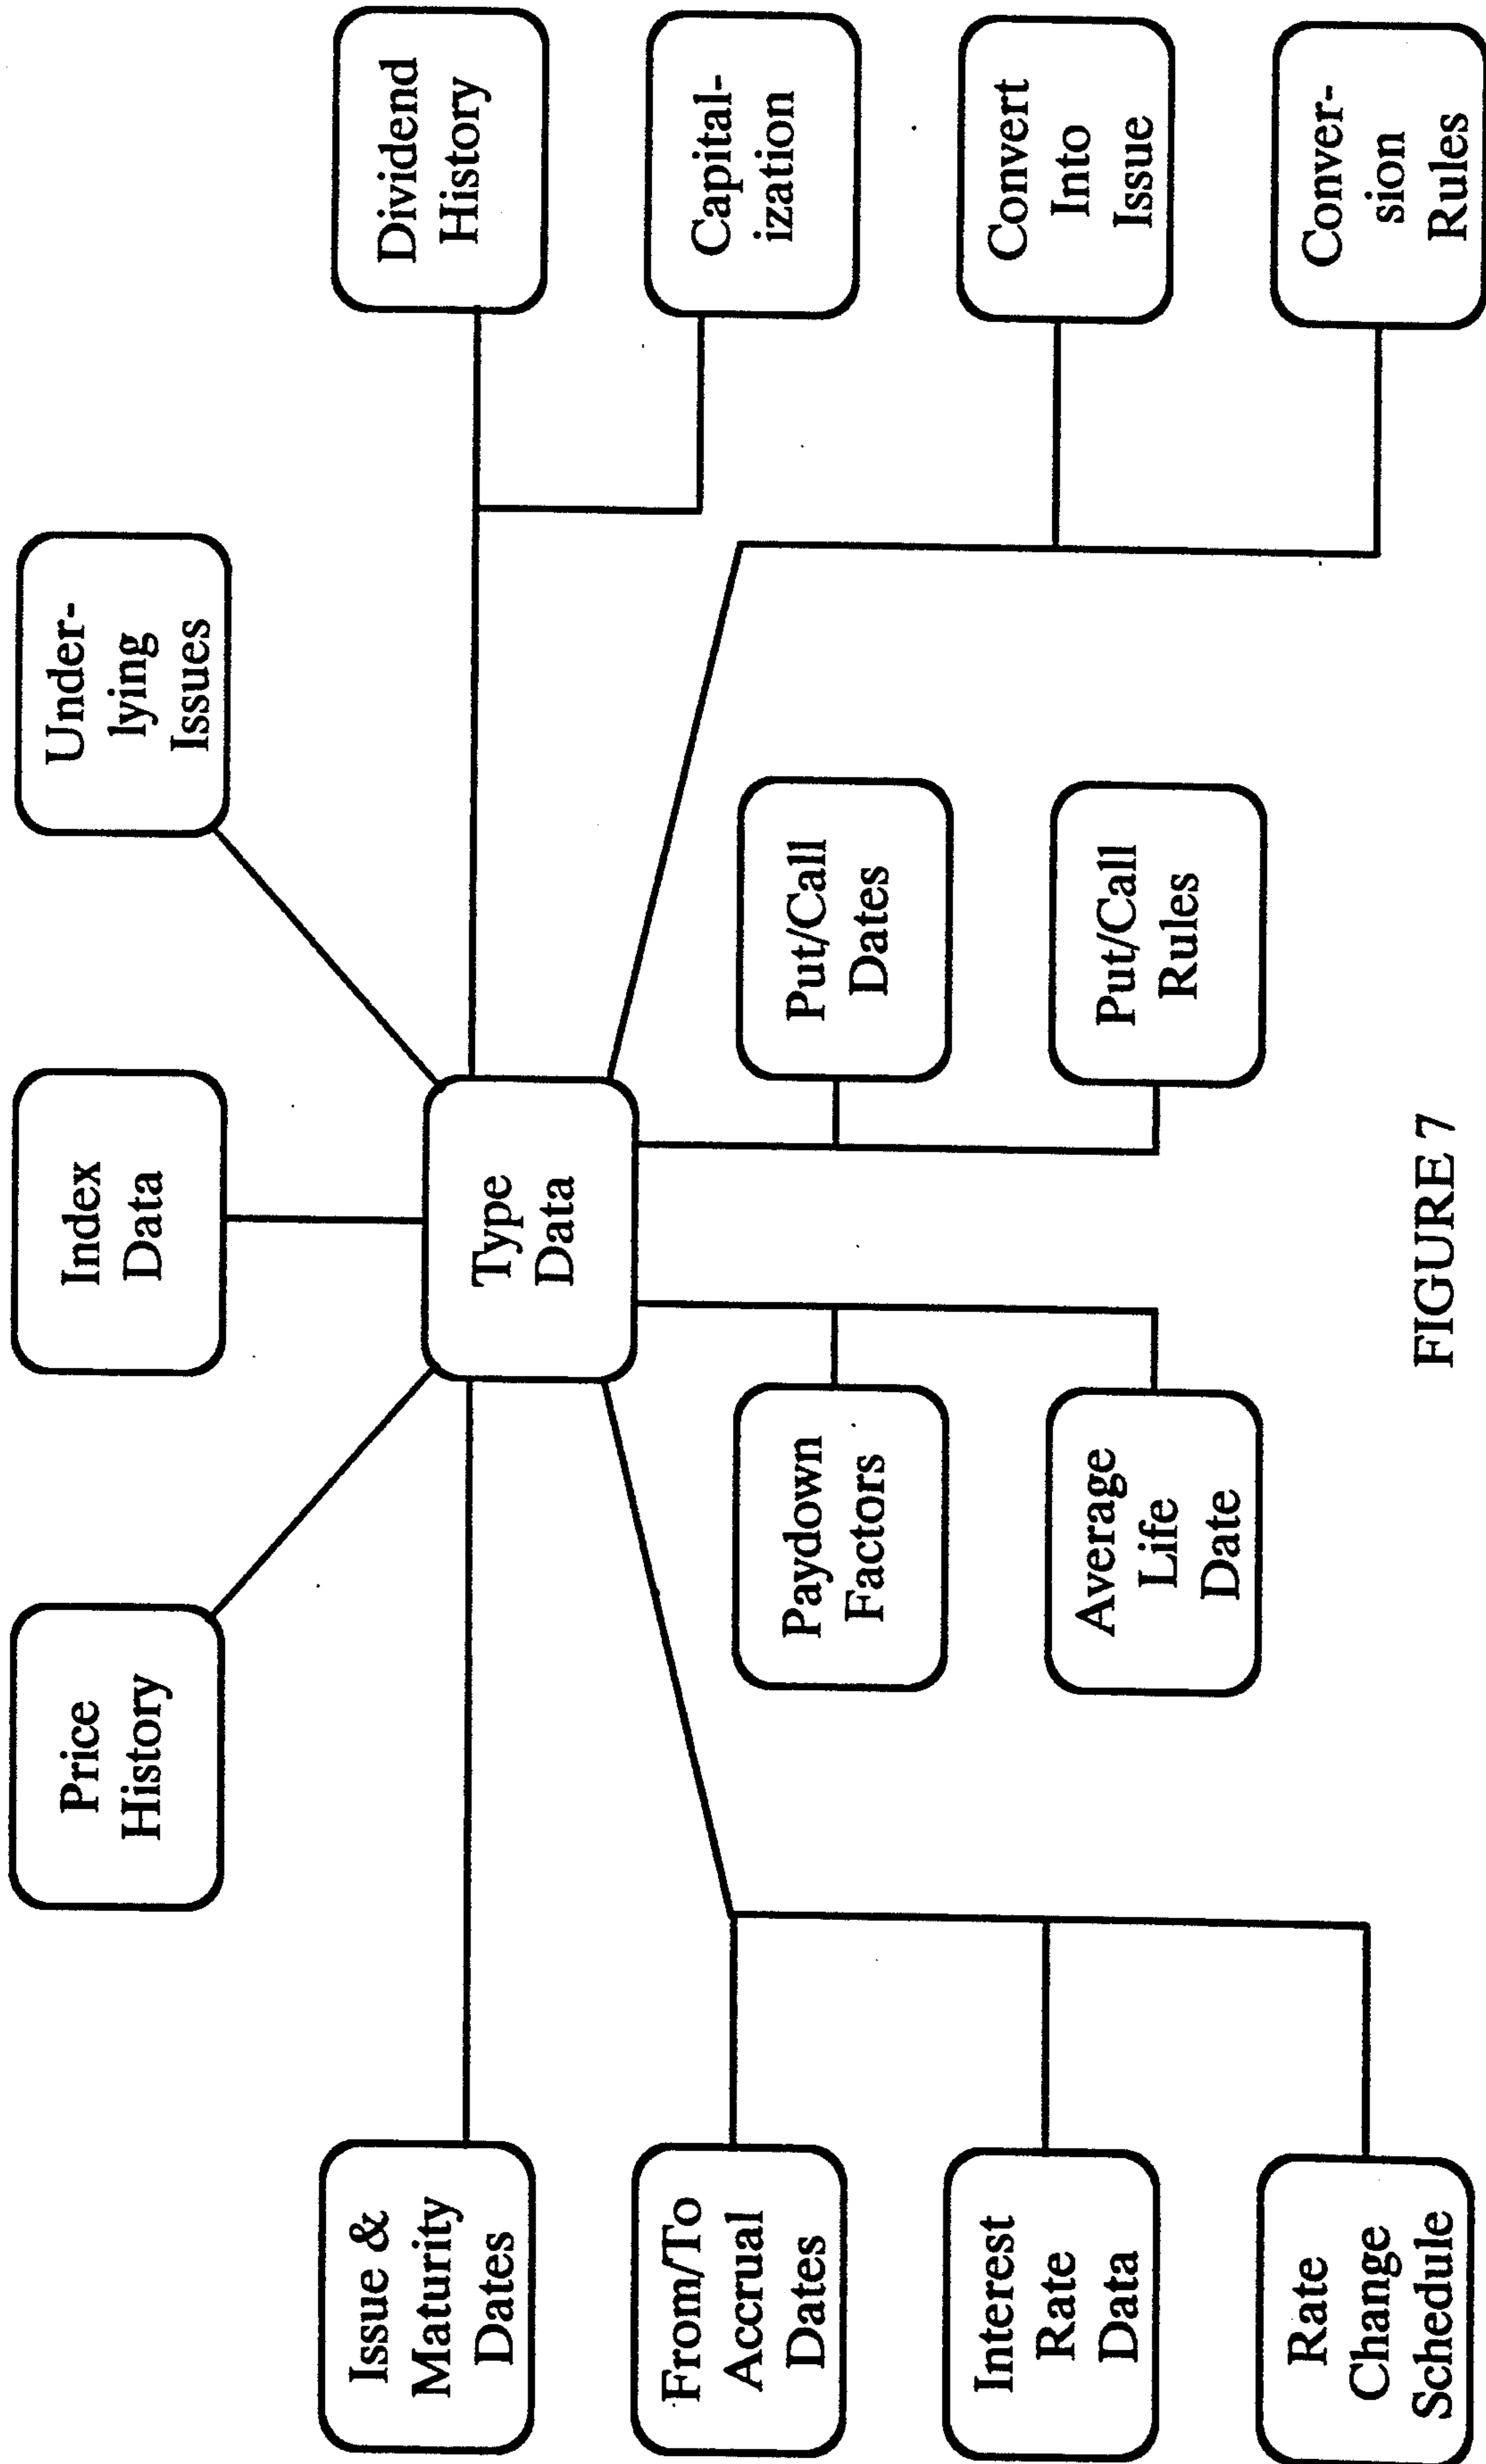 Price
History
Index
Data
Under-
lying
Issues
Issue &
Maturity
Dates
Type
Data
Dividend
History
From/To
Accrual
Dates
Paydown
Factors
Put/Call
Dates
Capital-
ization
Interest
Rate
Data
Average
Life
Date
Put/Call
Rules
Convert
Into
Issue
Rate
Change
Schedule
Conver-
sion
Rules
FIGURE 7